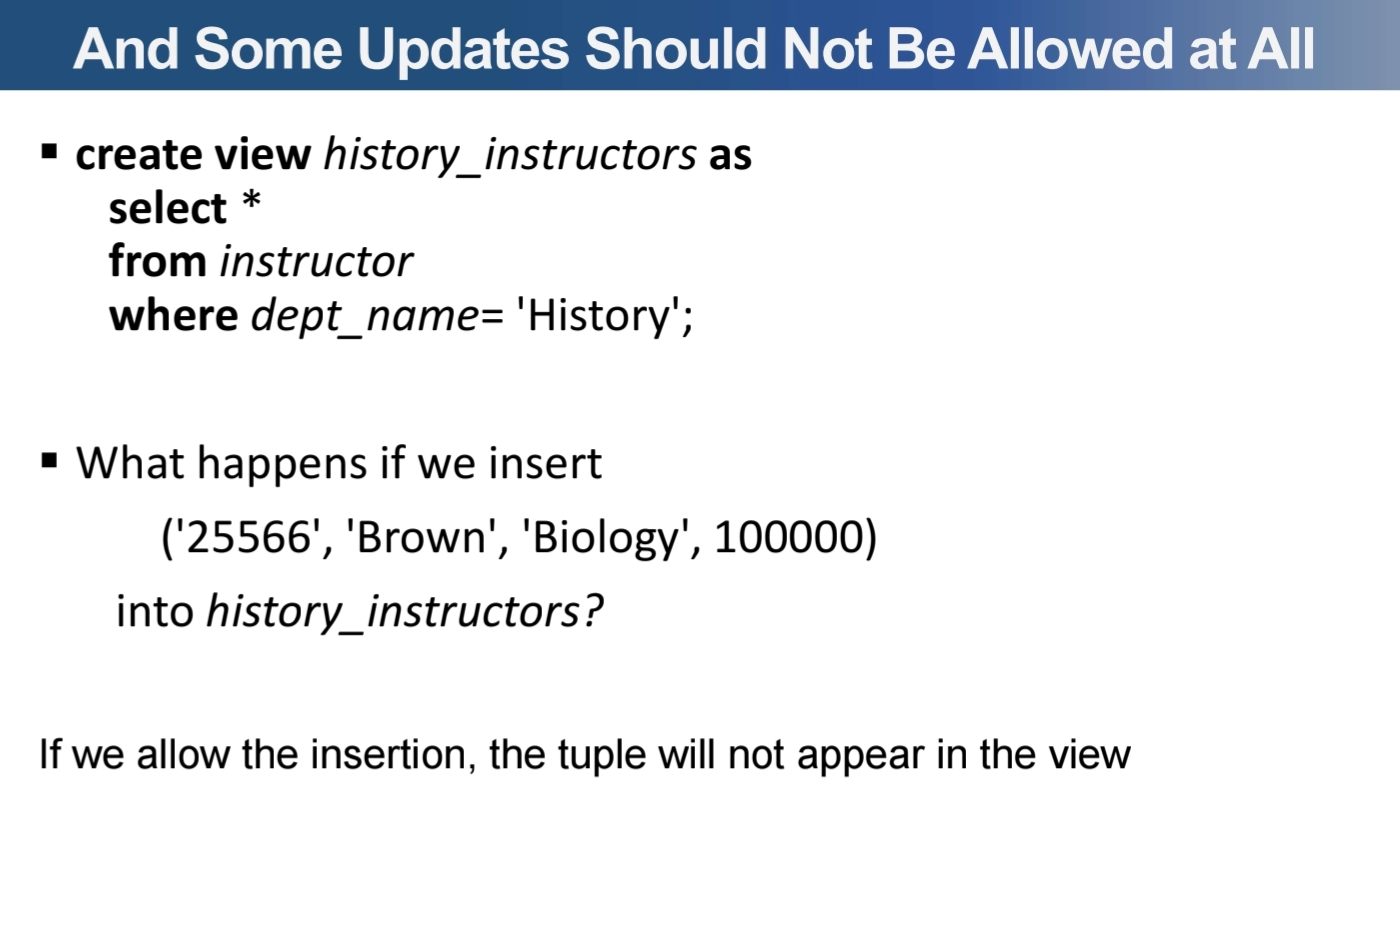 And Some Updates Should Not Be Allowed at All
▪ create view history_instructors as
select *
from instructor
where dept_name= 'History';
▪ What happens if we insert
('25566', 'Brown', 'Biology', 100000)
into history_instructors?
If we allow the insertion, the tuple will not appear in the view